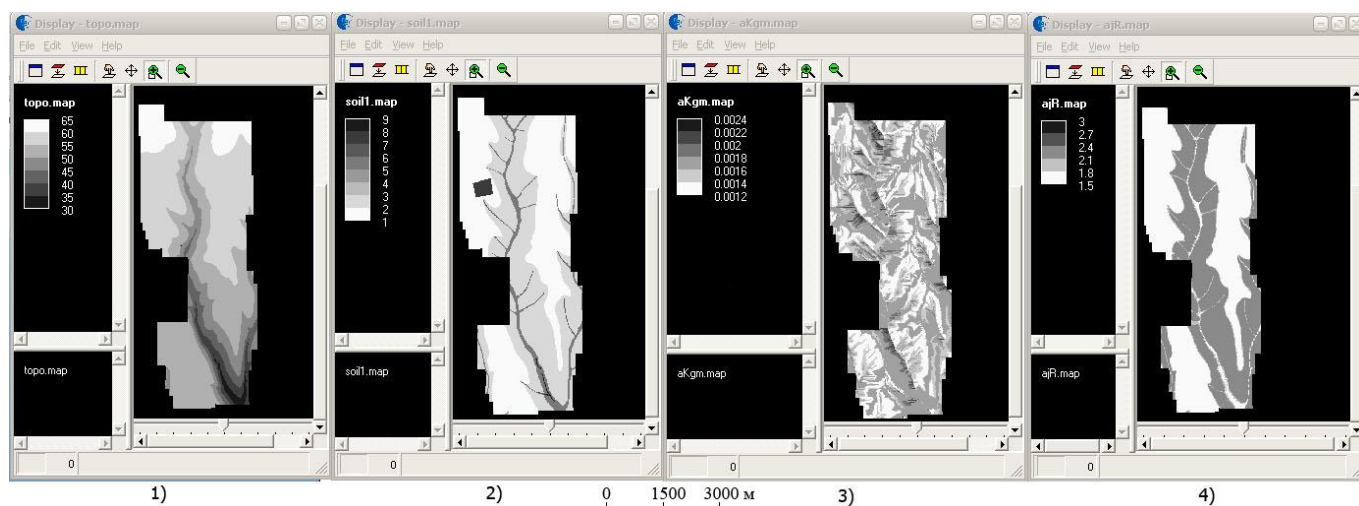 Display - topo.map
File Edit View Help
topo.map
65
60
55
50
45
40
35
30
topo.map
0
1)
Display - soil1.map
File Edit View Help
soil1.map
9
8
7
6
5
4
3
2
1
soil1.map
0
2)
0 1500 3000 м
Display - aKgm.map
File Edit View Help
aKgm.map
0.0024
0.0022
0.002
0.0018
0.0016
0.0014
0.0012
aKgm.map
0
3)
Display - ajR.map
File Edit View Help
ajR.map
3
2.7
2.4
2.1
1.8
1.5
ajR.map
0
4)